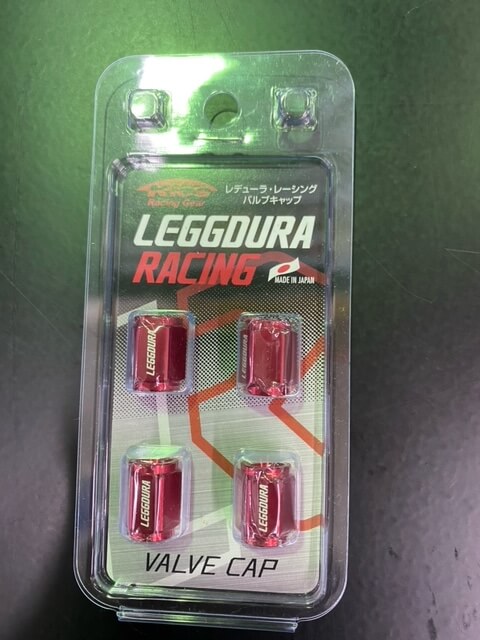 KICS
Racing Gear
レデューラ・レーシング
バルブキャップ
LEGGDURA
RACING
MADE IN JAPAN
LEGGDURA
LEGGDURA
LEGGDURA
LEGGDURA
VALVE CAP